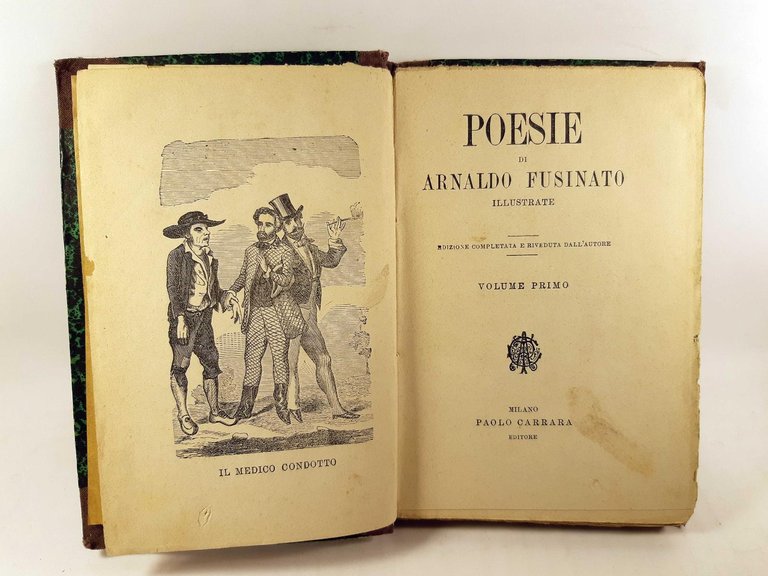 IL MEDICO CONDOTTO
POESIE
DI
ARNALDO FUSINATO
ILLUSTRATE
EDIZIONE COMPLETATA E RIVEDUTA DALL'AUTORE
VOLUME PRIMO
MILANO
PAOLO CARRARA
EDITORE